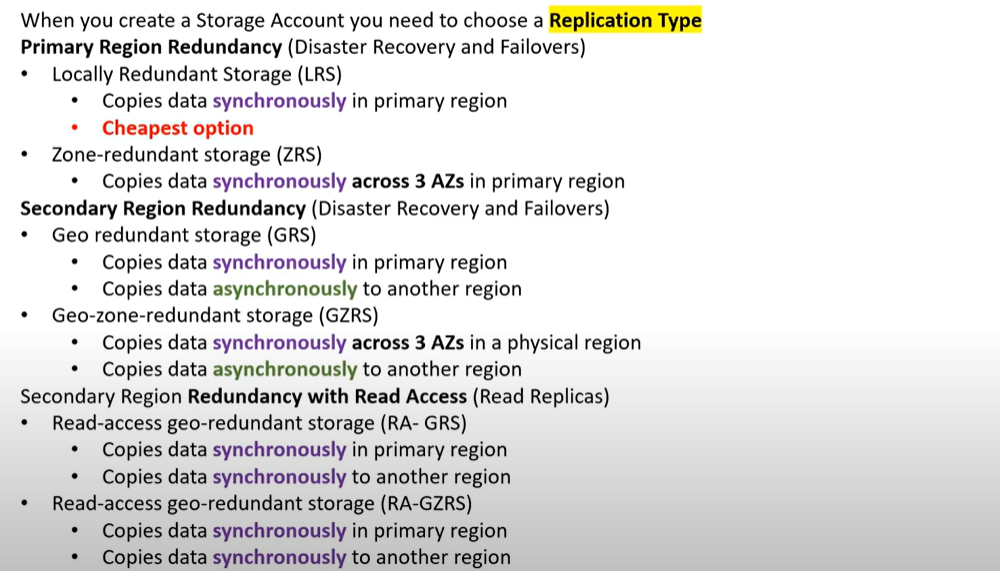 When you create a Storage Account you need to choose a Replication Type
Primary Region Redundancy (Disaster Recovery and Failovers)
• Locally Redundant Storage (LRS)
• Copies data synchronously in primary region
• Cheapest option
• Zone-redundant storage (ZRS)
• Copies data synchronously across 3 AZs in primary region
Secondary Region Redundancy (Disaster Recovery and Failovers)
• Geo redundant storage (GRS)
• Copies data synchronously in primary region
• Copies data asynchronously to another region
• Geo-zone-redundant storage (GZRS)
• Copies data synchronously across 3 AZs in a physical region
• Copies data asynchronously to another region
Secondary Region Redundancy with Read Access (Read Replicas)
• Read-access geo-redundant storage (RA- GRS)
• Copies data synchronously in primary region
• Copies data synchronously to another region
• Read-access geo-redundant storage (RA-GZRS)
• Copies data synchronously in primary region
• Copies data synchronously to another region